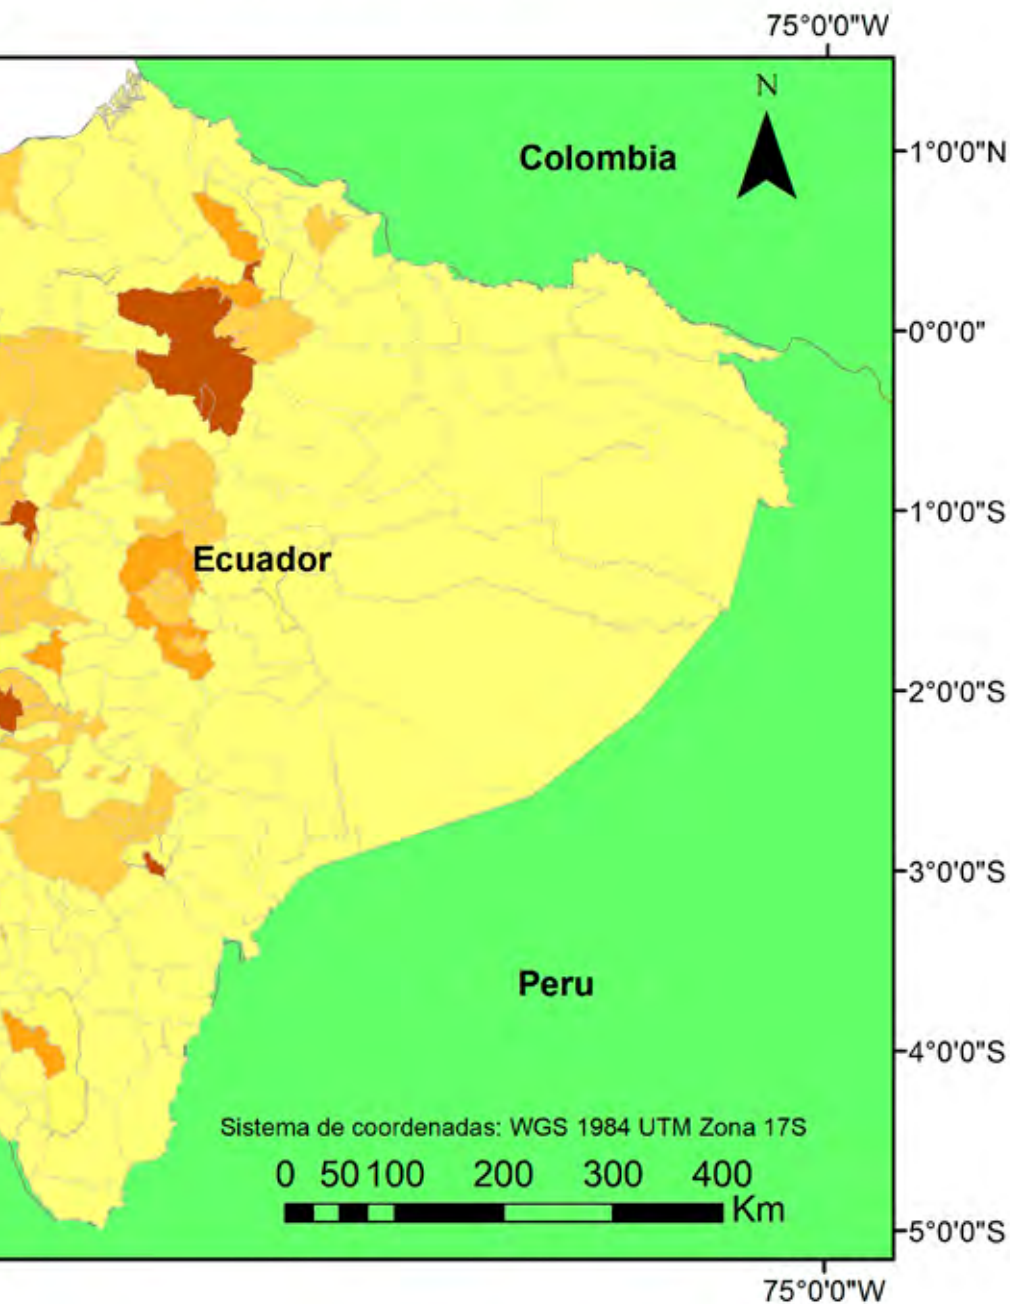 75°0'0"W
N
Colombia
1°0'0"N
0°0'0"
1°0'0"S
Ecuador
2°0'0"S
3°0'0"S
Peru
4°0'0"S
Sistema de coordenadas: WGS 1984 UTM Zona 17S
0 50 100 200 300 400
Km
5°0'0"S
75°0'0"W